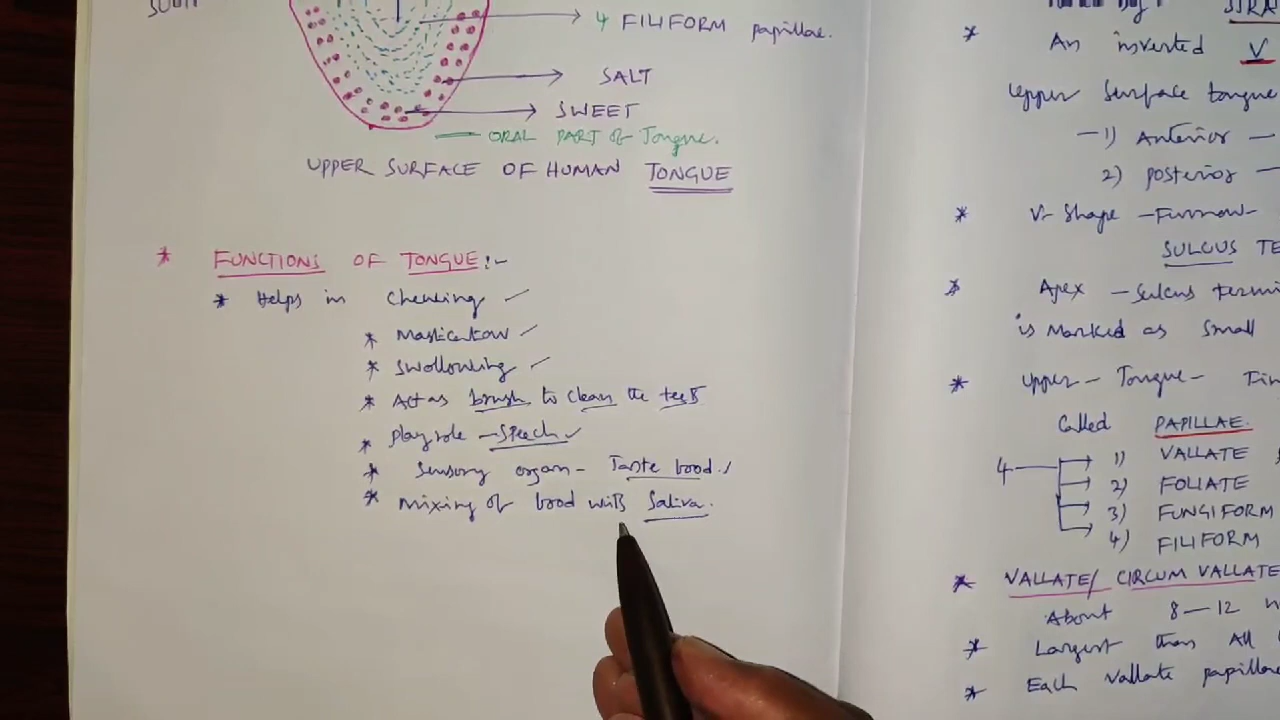 4 FILIFORM papillae.
SALT
SWEET
ORAL PART OF Tongue.
UPPER SURFACE OF HUMAN TONGUE
* FUNCTIONS OF TONGUE:-
* Helps in Chewing ✓
* Mastication ✓
* Swollowing ✓
* Act as brush to clean the teeth
* Play role - Speech ✓
* Sensory organ - Taste food. ✓
* Mixing of food with Saliva.
* An inverted V
Upper Surface tongue
- 1) Anterior -
2) Posterior -
* V- Shape - Furrow -
SULCUS TE
* Apex - Sulcus termi
is marked as Small
* Upper - Tongue - Fin
Called PAPILLAE.
4 → 1) VALLATE
→ 2) FOLIATE
→ 3) FUNGIFORM
→ 4) FILIFORM
* VALLATE/ CIRCUM VALLATE
About 8 - 12
* Largest than All
* Each Vallate papillae